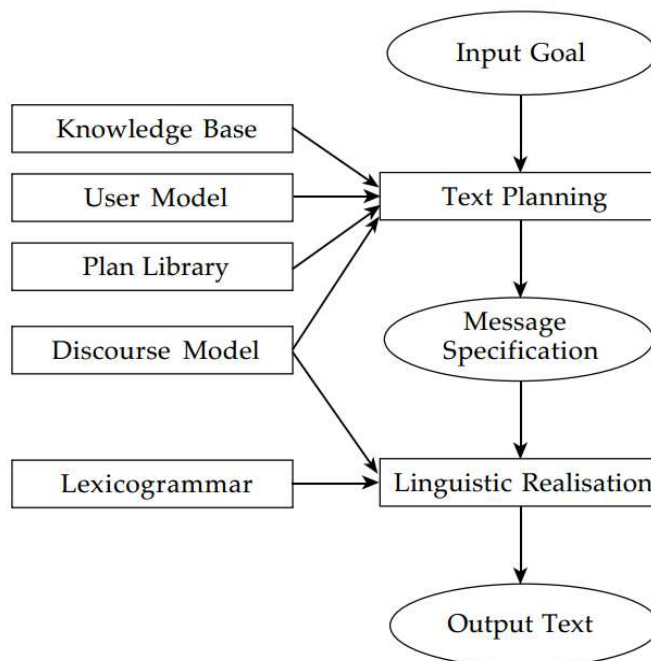 Input Goal
Knowledge Base
User Model
Text Planning
Plan Library
Message
Specification
Discourse Model
Lexicogrammar
Linguistic Realisation
Output Text